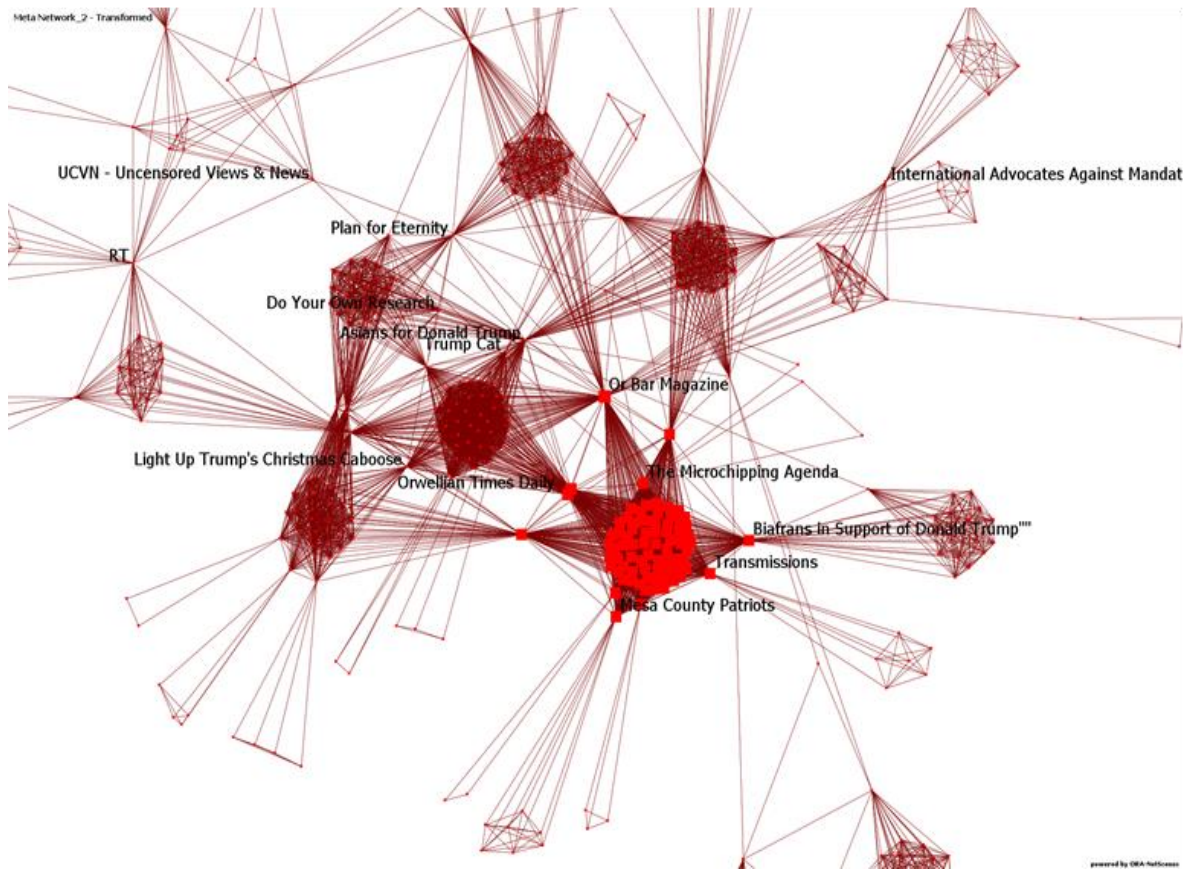 Meta Network_2 - Transformed
UCVN - Uncensored Views & News
International Advocates Against Mandat
Plan for Eternity
RT
Do Your Own Research
Asians for Donald Trump
Trump Cat
Or Bar Magazine
Light Up Trump's Christmas Caboose
The Microchipping Agenda
Orwellian Times Daily
Biafrans In Support of Donald Trump""
Transmissions
Mesa County Patriots
powered by ORA-NetScenes